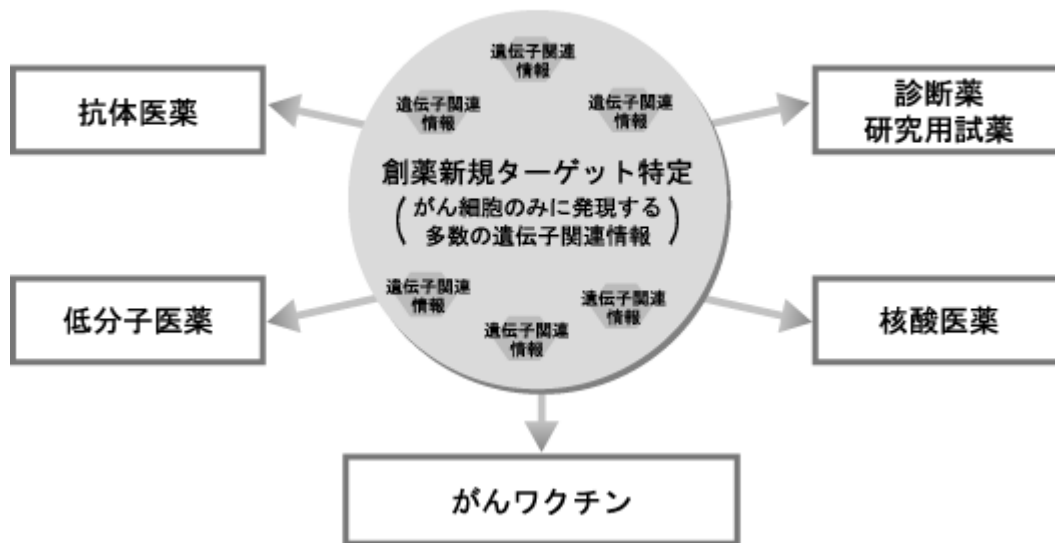 遺伝子関連
情報
抗体医薬
遺伝子関連
情報
遺伝子関連
情報
診断薬
研究用試薬
創薬新規ターゲット特定
(がん細胞のみに発現する
多数の遺伝子関連情報)
低分子医薬
遺伝子関連
情報
遺伝子関連
情報
核酸医薬
遺伝子関連
情報
がんワクチン